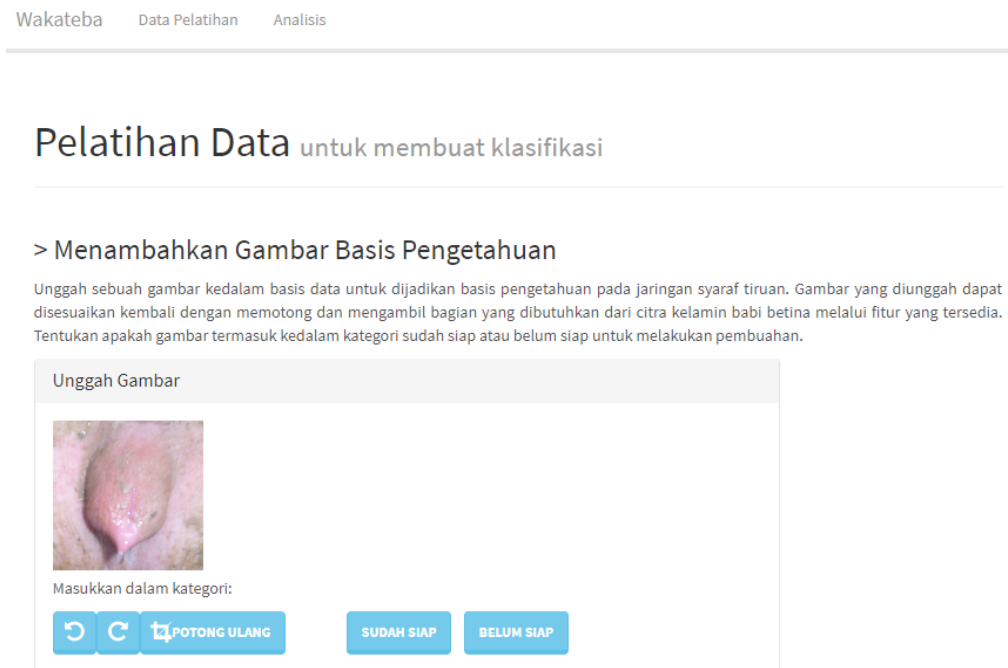 Wakateba Data Pelatihan Analisis
Pelatihan Data untuk membuat klasifikasi
> Menambahkan Gambar Basis Pengetahuan
Unggah sebuah gambar kedalam basis data untuk dijadikan basis pengetahuan pada jaringan syaraf tiruan. Gambar yang diunggah dapat
disesuaikan kembali dengan memotong dan mengambil bagian yang dibutuhkan dari citra kelamin babi betina melalui fitur yang tersedia.
Tentukan apakah gambar termasuk kedalam kategori sudah siap atau belum siap untuk melakukan pembuahan.
Unggah Gambar
Masukkan dalam kategori:
POTONG ULANG SUDAH SIAP BELUM SIAP